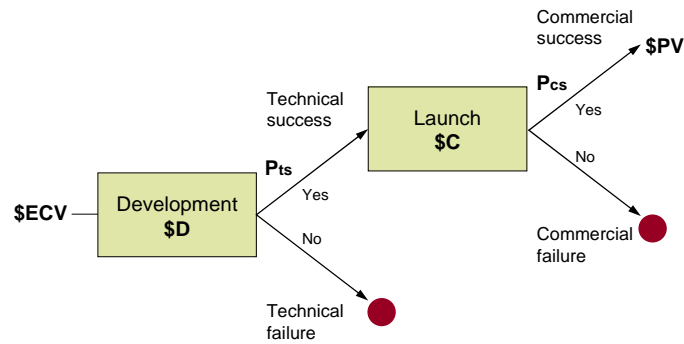 Commercial
success
$PV
Pcs
Yes
Technical
success
Launch
$C
No
Pts
Yes
$ECV
Development
$D
No
Commercial
failure
Technical
failure